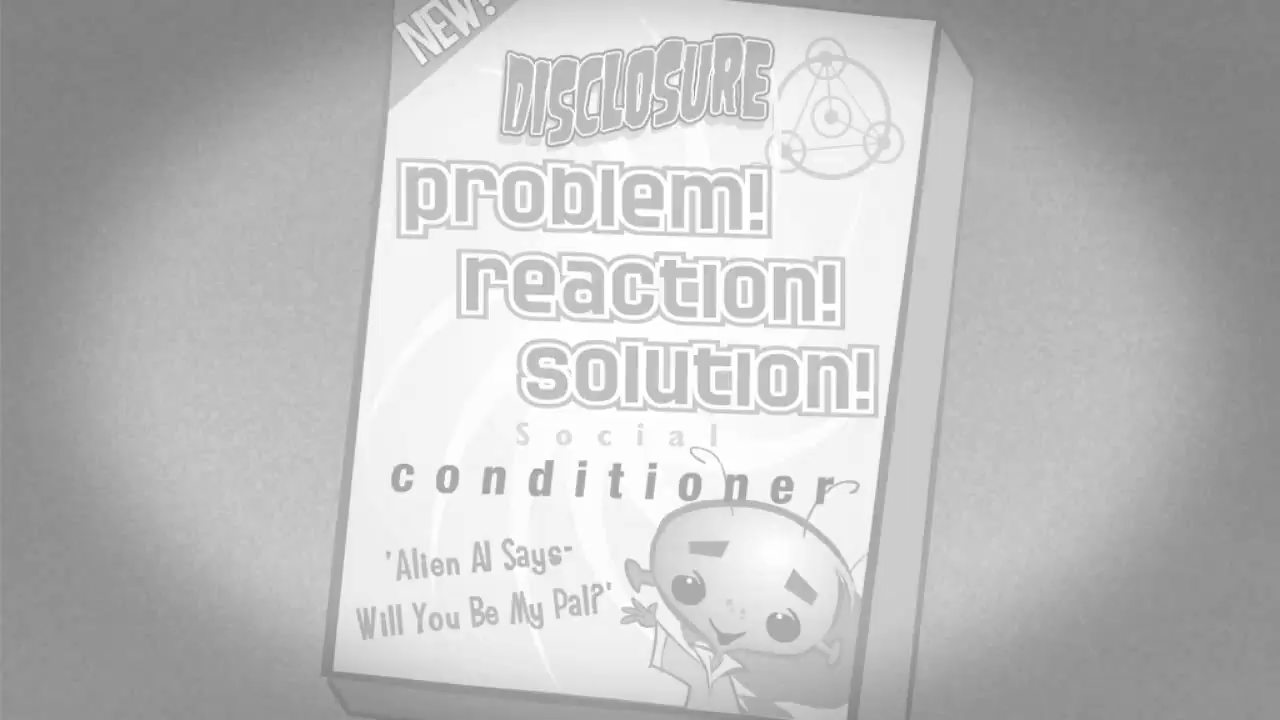 NEW!
DISCLOSURE
problem!
reaction!
solution!
Social
conditioner
'Alien Al Says-
Will You Be My Pal?'